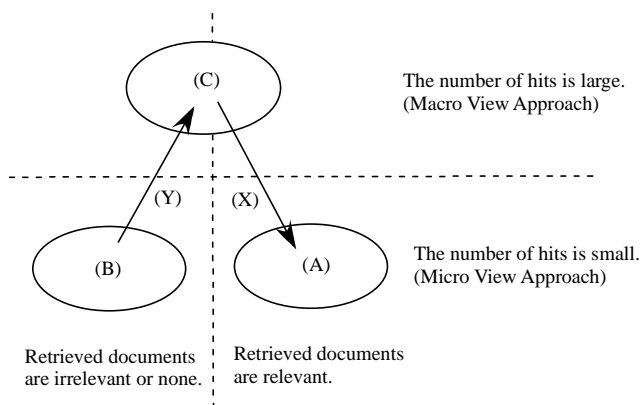 (C)
The number of hits is large.
(Macro View Approach)
(Y)
(X)
(B)
(A)
The number of hits is small.
(Micro View Approach)
Retrieved documents
are irrelevant or none.
Retrieved documents
are relevant.